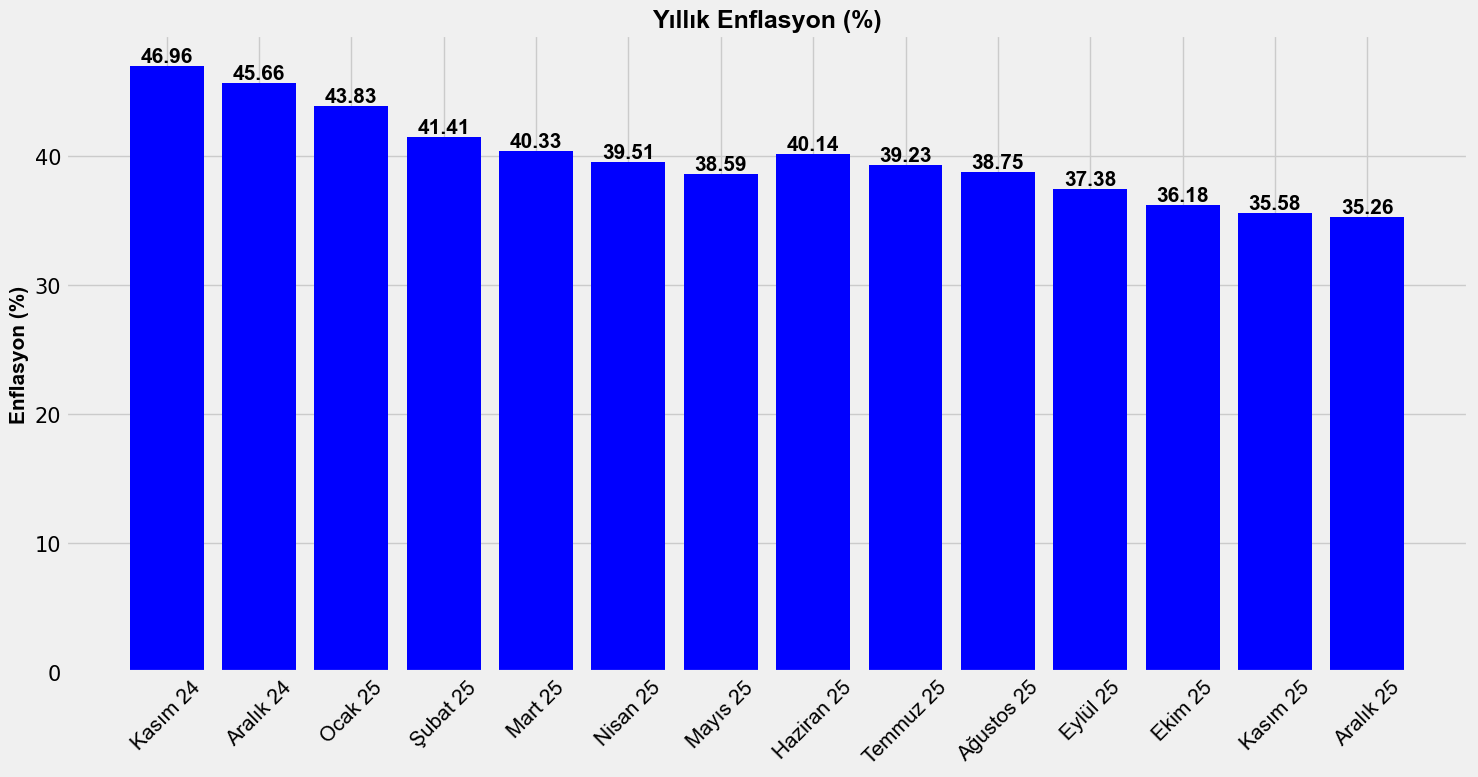 Yıllık Enflasyon (%)
46.96
45.66
43.83
41.41
40.33
39.51
38.59
40.14
39.23
38.75
37.38
36.18
35.58
35.26
Enflasyon (%)
40
30
20
10
0
Kasım 24
Aralık 24
Ocak 25
Şubat 25
Mart 25
Nisan 25
Mayıs 25
Haziran 25
Temmuz 25
Ağustos 25
Eylül 25
Ekim 25
Kasım 25
Aralık 25